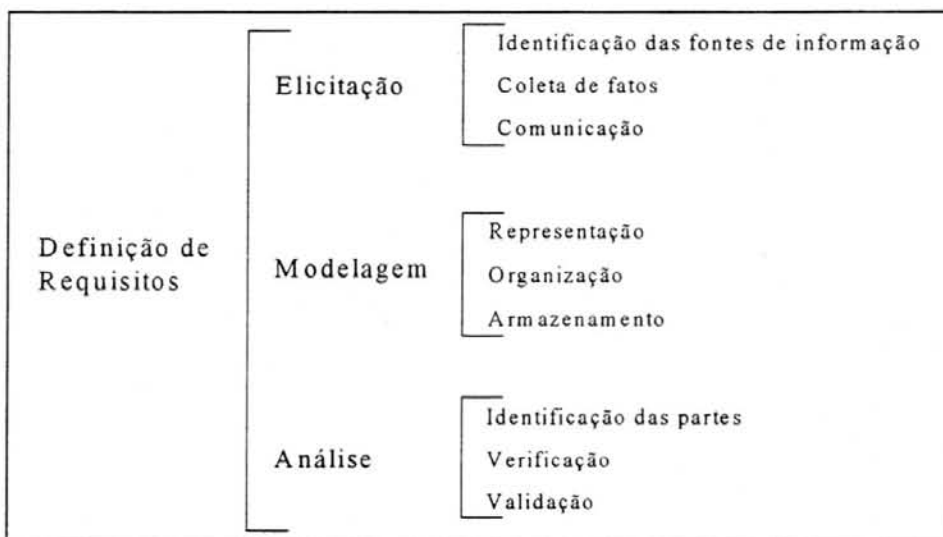 Definição de
Requisitos
Elicitação
Identificação das fontes de informação
Coleta de fatos
Comunicação
Modelagem
Representação
Organização
Armazenamento
Análise
Identificação das partes
Verificação
Validação